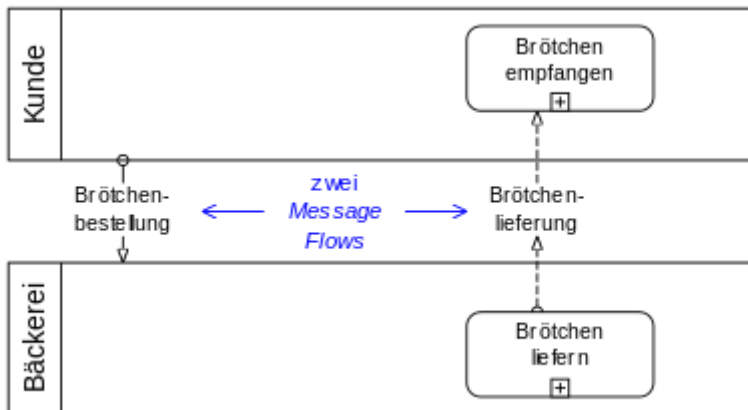 Kunde
Brötchen
empfangen
Brötchen-
bestellung
zwei
Message
Flows
Brötchen-
lieferung
Bäckerei
Brötchen
liefern